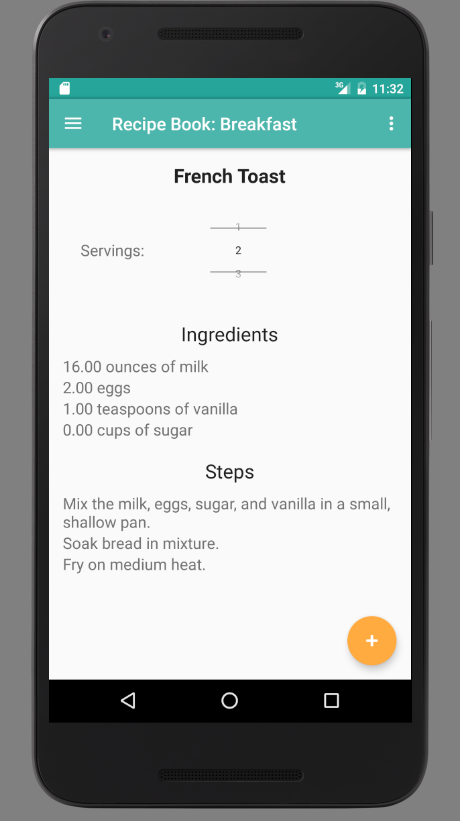 3G 11:32
Recipe Book: Breakfast
French Toast
1
Servings: 2
3
Ingredients
16.00 ounces of milk
2.00 eggs
1.00 teaspoons of vanilla
0.00 cups of sugar
Steps
Mix the milk, eggs, sugar, and vanilla in a small,
shallow pan.
Soak bread in mixture.
Fry on medium heat.
+